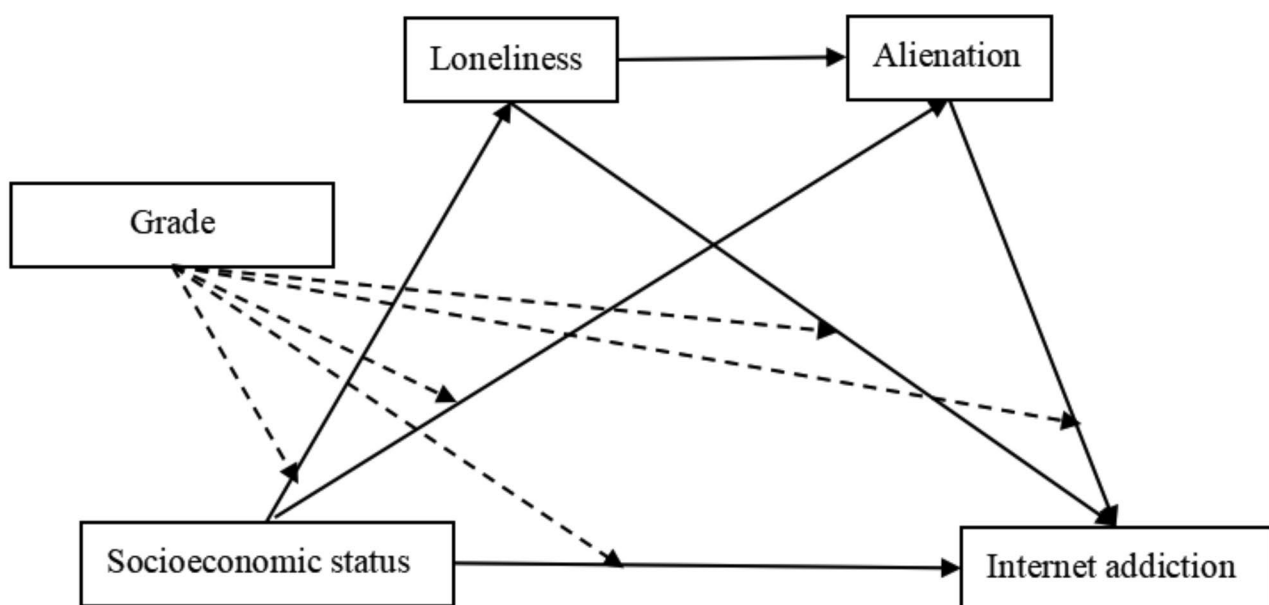 Loneliness
Alienation
Grade
Socioeconomic status
Internet addiction